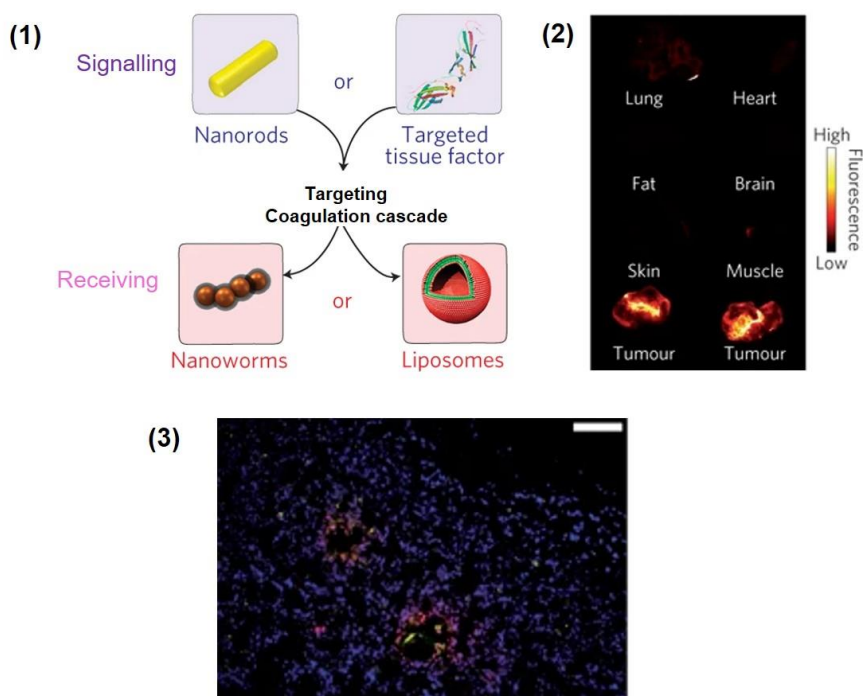 (1)
Signalling
or
Nanorods
Targeted
tissue factor
Targeting
Coagulation cascade
Receiving
or
Nanoworms
Liposomes
(2)
Lung Heart
Fat Brain
Skin Muscle
Tumour Tumour
High
Fluorescence
Low
(3)